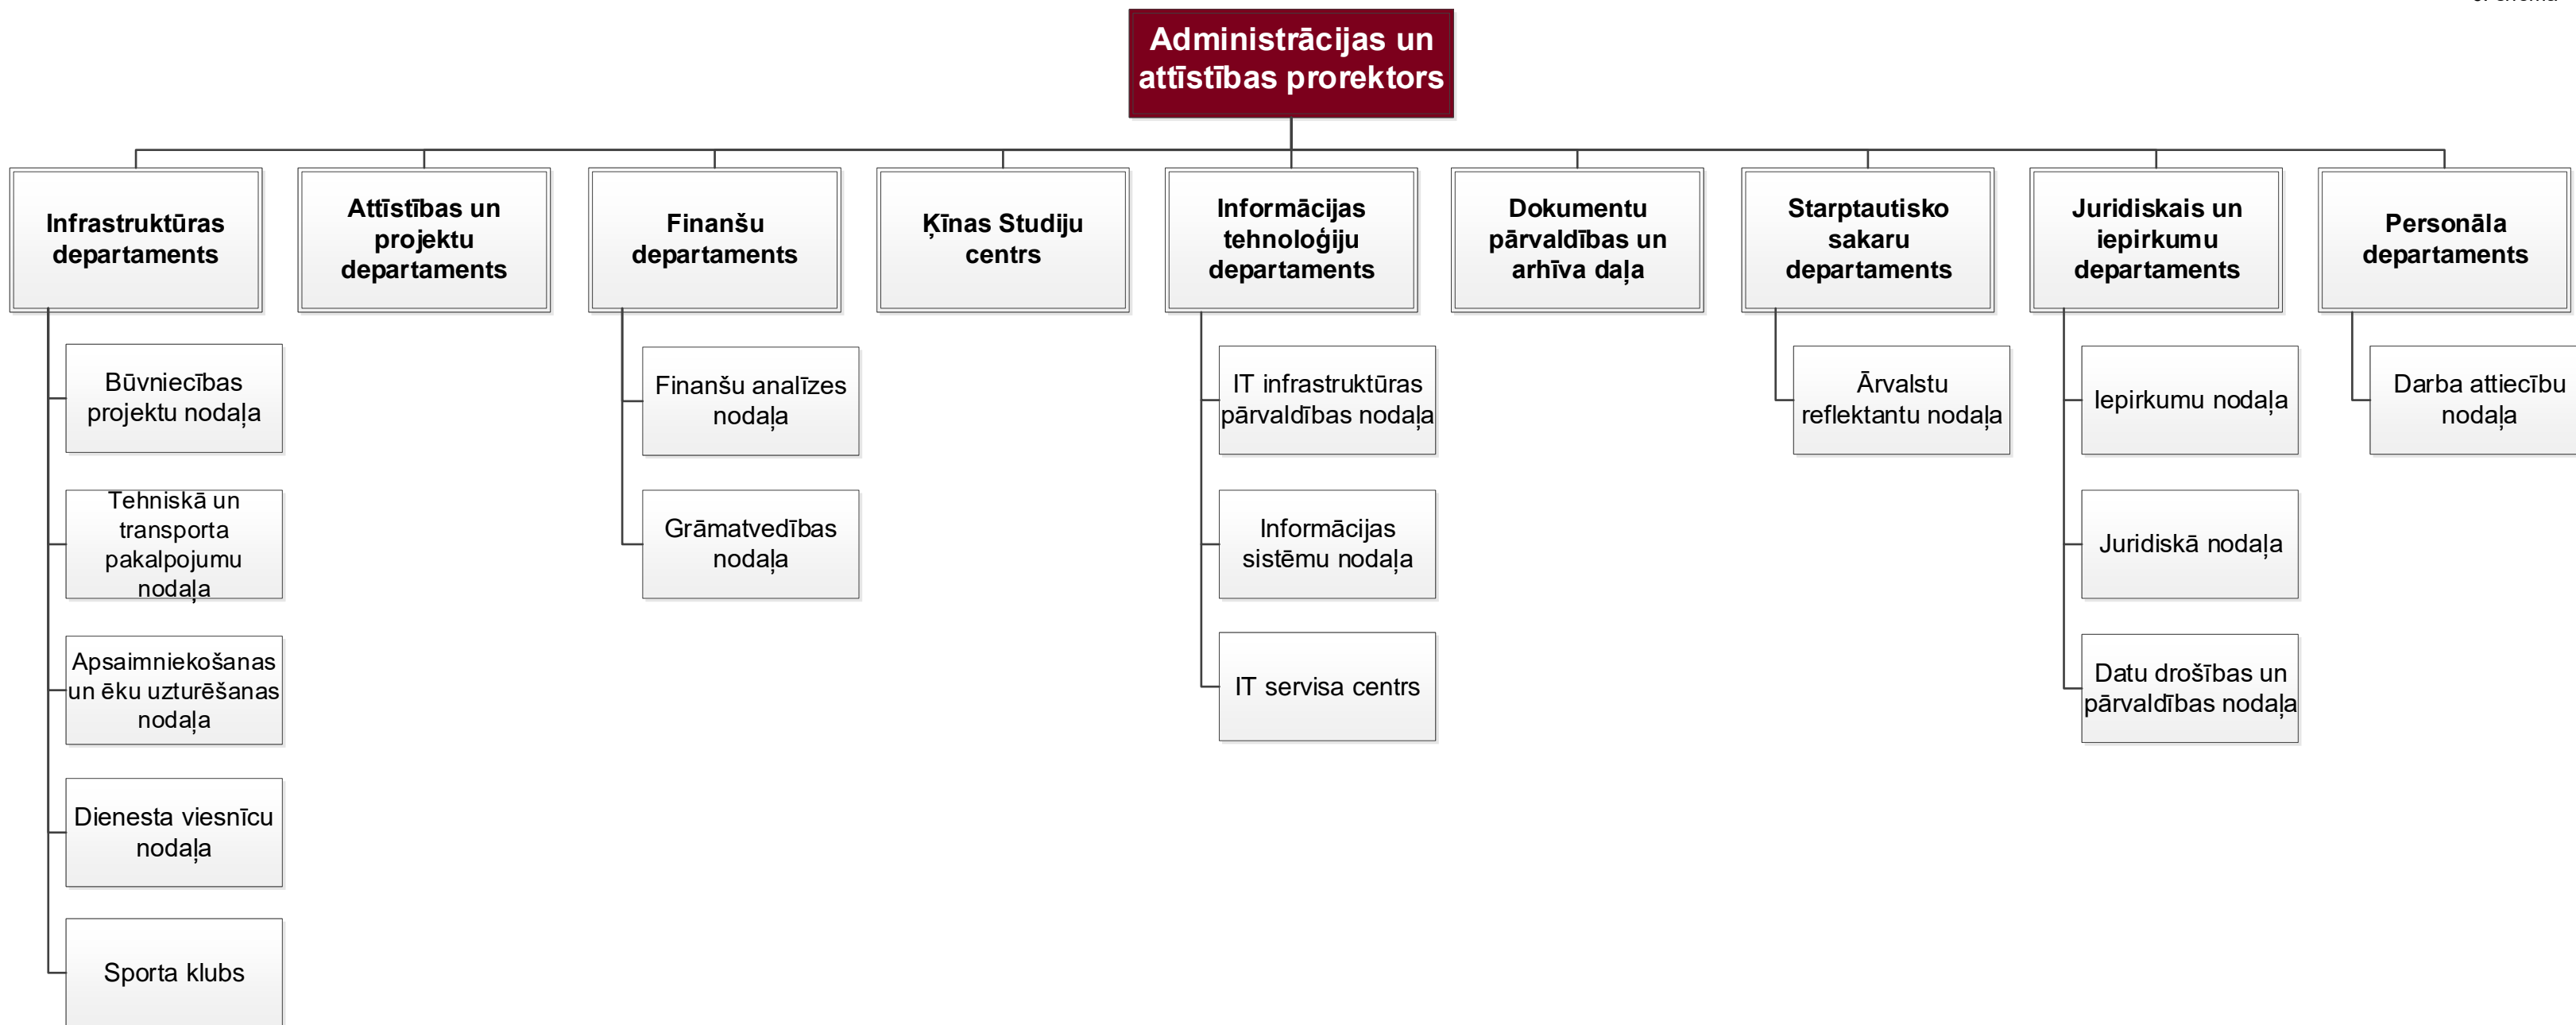 Administrācijas un
attīstības prorektors
Infrastruktūras
departaments
Attīstības un
projektu
departaments
Finanšu
departaments
Ķīnas Studiju
centrs
Informācijas
tehnoloģiju
departaments
Dokumentu
pārvaldības un
arhīva daļa
Starptautisko
sakaru
departaments
Juridiskais un
iepirkumu
departaments
Personāla
departaments
Būvniecības
projektu nodaļa
Tehniskā un
transporta
pakalpojumu
nodaļa
Apsaimniekošanas
un ēku uzturēšanas
nodaļa
Dienesta viesnīcu
nodaļa
Sporta klubs
Finanšu analīzes
nodaļa
Grāmatvedības
nodaļa
IT infrastruktūras
pārvaldības nodaļa
Informācijas
sistēmu nodaļa
IT servisa centrs
Ārvalstu
reflektantu nodaļa
Iepirkumu nodaļa
Juridiskā nodaļa
Datu drošības un
pārvaldības nodaļa
Darba attiecību
nodaļa